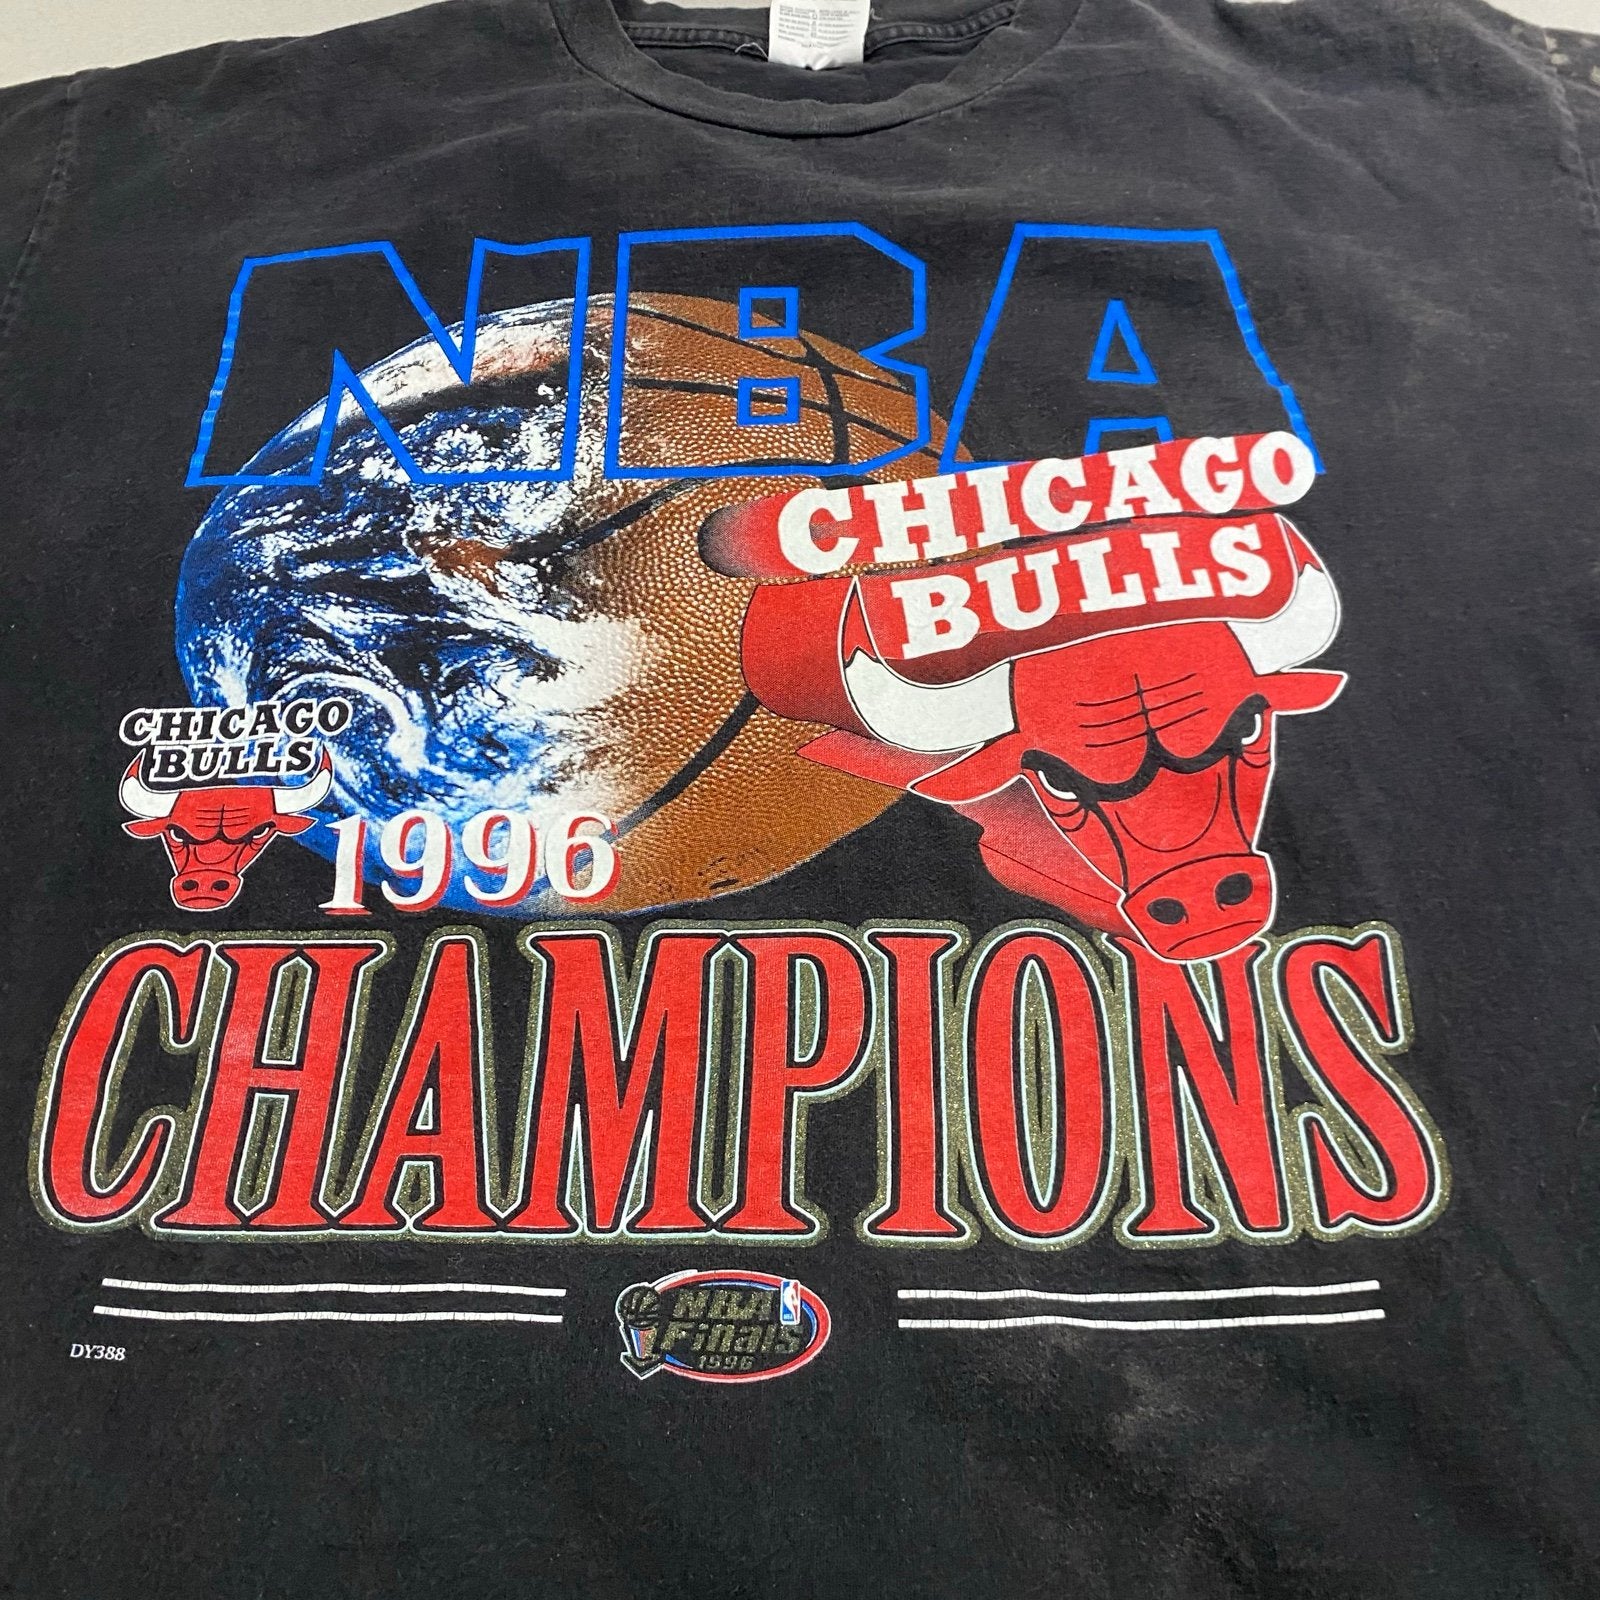 NBA
CHICAGO
BULLS
CHICAGO
BULLS
1996
CHAMPIONS
NBA
Finals
1996
DY388